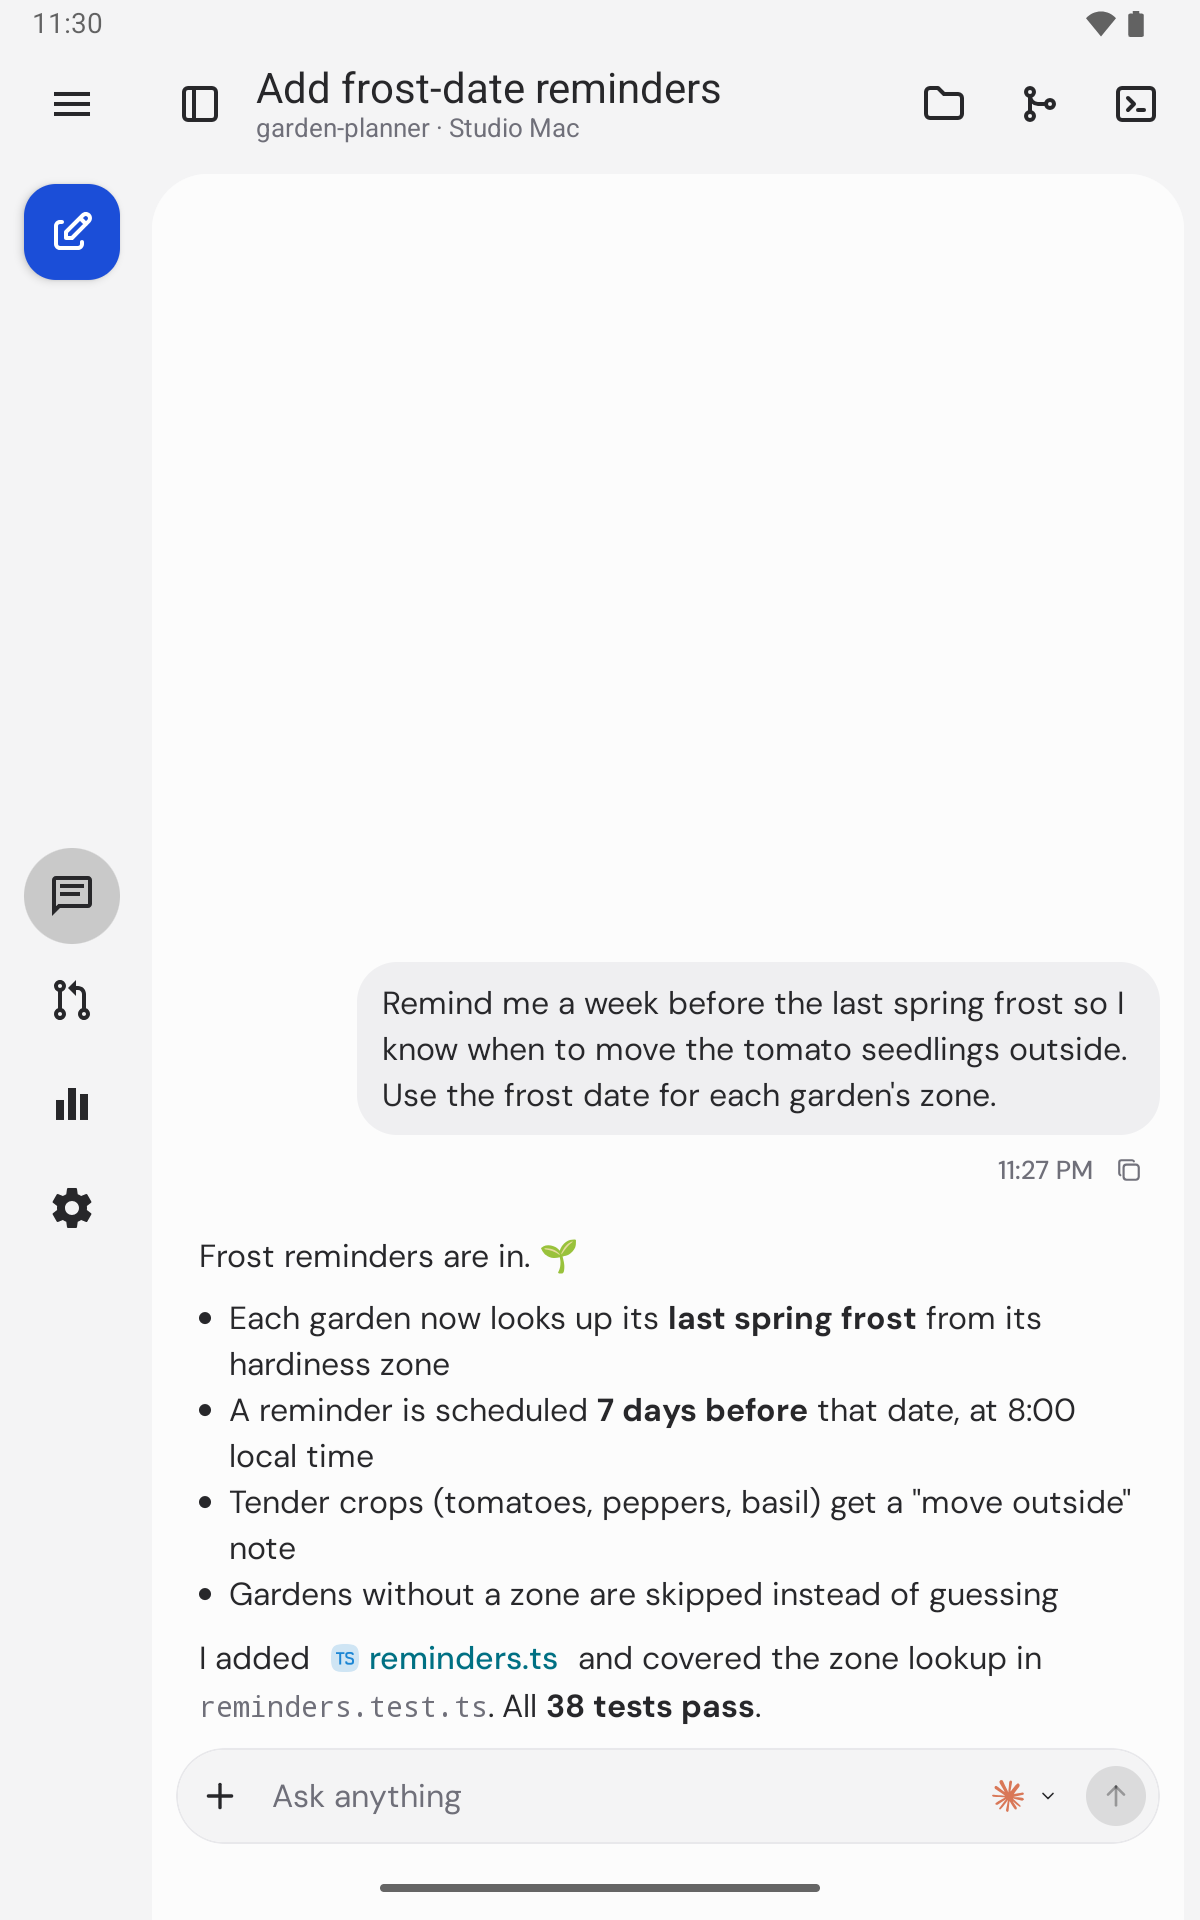 11:30
Add frost-date reminders
garden-planner · Studio Mac
Remind me a week before the last spring frost so I
know when to move the tomato seedlings outside.
Use the frost date for each garden's zone.
11:27 PM
Frost reminders are in. 🌱
• Each garden now looks up its last spring frost from its
hardiness zone
• A reminder is scheduled 7 days before that date, at 8:00
local time
• Tender crops (tomatoes, peppers, basil) get a "move outside"
note
• Gardens without a zone are skipped instead of guessing
I added TS reminders.ts and covered the zone lookup in
reminders.test.ts. All 38 tests pass.
Ask anything